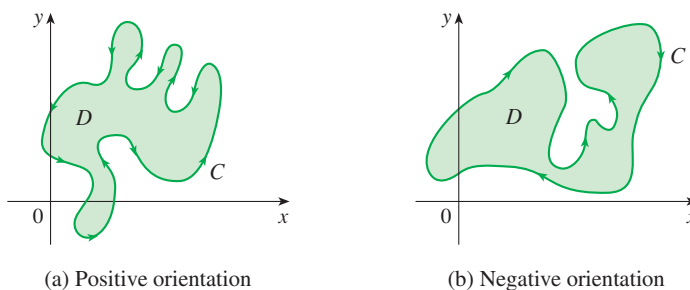 y
D
C
0
x
(a) Positive orientation
y
D
C
0
x
(b) Negative orientation